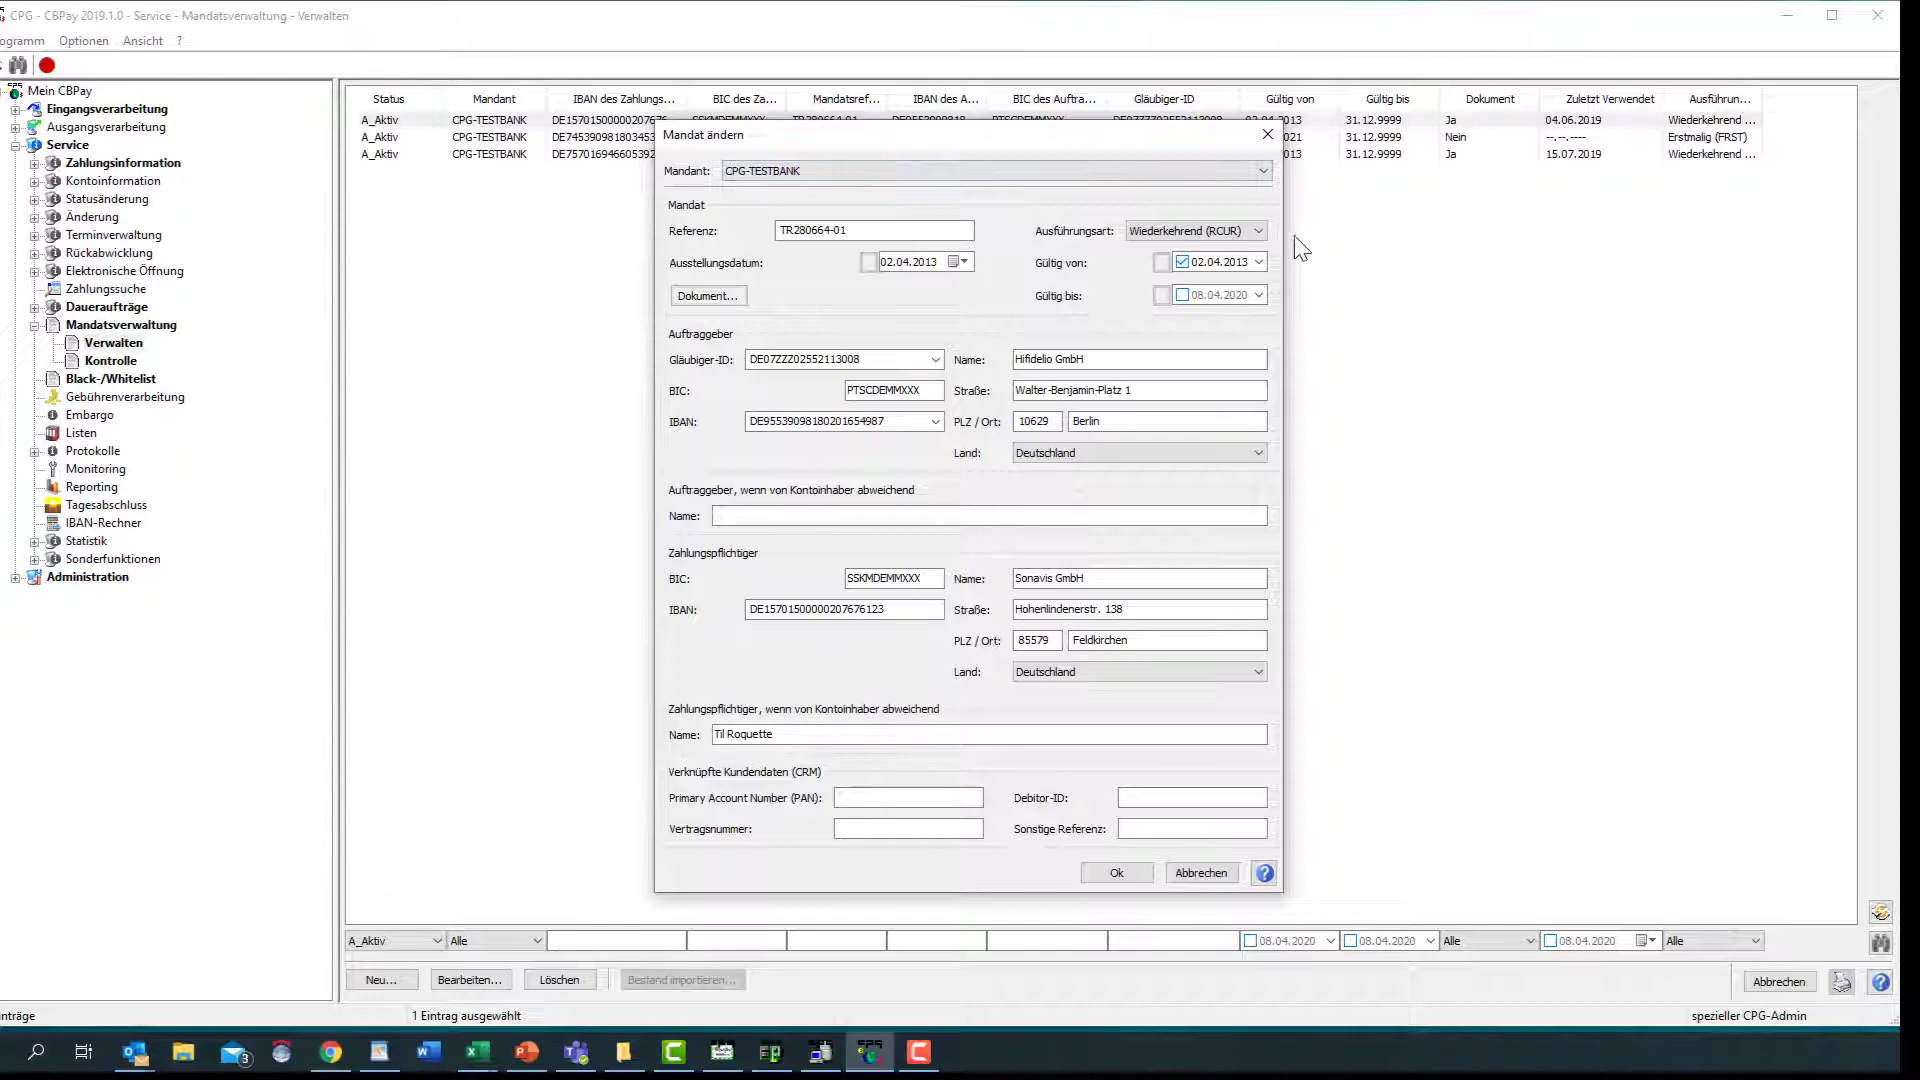 CPG - CBPay 2019.1.0 - Service - Mandatsverwaltung - Verwalten
ogramm Optionen Ansicht ?
Mein CBPay
Eingangsverarbeitung
Ausgangsverarbeitung
Service
Zahlungsinformation
Kontoinformation
Statusänderung
Änderung
Terminverwaltung
Rückabwicklung
Elektronische Öffnung
Zahlungssuche
Daueraufträge
Mandatsverwaltung
Verwalten
Kontrolle
Black-/Whitelist
Gebührenverarbeitung
Embargo
Listen
Protokolle
Monitoring
Reporting
Tagesabschluss
IBAN-Rechner
Statistik
Sonderfunktionen
Administration
Status Mandant IBAN des Zahlungs... BIC des Za... Mandatsref... IBAN des A... BIC des Auftra... Gläubiger-ID Gültig von Gültig bis Dokument Zuletzt Verwendet Ausführun...
A_Aktiv CPG-TESTBANK DE15701500000207676 31.12.9999 Ja 04.06.2019 Wiederkehrend ...
A_Aktiv CPG-TESTBANK DE745390981803453 021 31.12.9999 Nein --.--.---- Erstmalig (FRST)
A_Aktiv CPG-TESTBANK DE757016946605392 013 31.12.9999 Ja 15.07.2019 Wiederkehrend ...
Mandat ändern
Mandant: CPG-TESTBANK
Mandat
Referenz: TR280664-01 Ausführungsart: Wiederkehrend (RCUR)
Ausstellungsdatum: 02.04.2013 Gültig von: 02.04.2013
Dokument... Gültig bis: 08.04.2020
Auftraggeber
Gläubiger-ID: DE07ZZZ02552113008 Name: Hifidelio GmbH
BIC: PTSCDEMMXXX Straße: Walter-Benjamin-Platz 1
IBAN: DE95539098180201654987 PLZ / Ort: 10629 Berlin
Land: Deutschland
Auftraggeber, wenn von Kontoinhaber abweichend
Name:
Zahlungspflichtiger
BIC: SSKMDEMMXXX Name: Sonavis GmbH
IBAN: DE15701500000207676123 Straße: Hohenlindenerstr. 138
PLZ / Ort: 85579 Feldkirchen
Land: Deutschland
Zahlungspflichtiger, wenn von Kontoinhaber abweichend
Name: Til Roquette
Verknüpfte Kundendaten (CRM)
Primary Account Number (PAN): Debitor-ID:
Vertragsnummer: Sonstige Referenz:
Ok Abbrechen
A_Aktiv Alle 08.04.2020 08.04.2020 Alle 08.04.2020 Alle
Neu... Bearbeiten... Löschen Bestand importieren... Abbrechen
nträge 1 Eintrag ausgewählt spezieller CPG-Admin
3